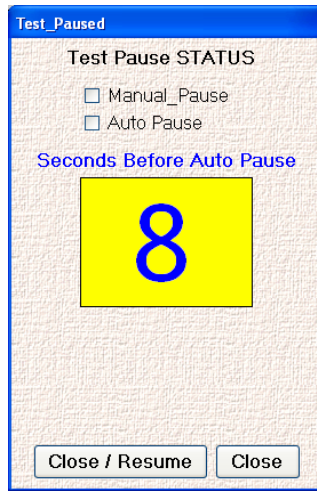 Test_Paused
Test Pause STATUS
Manual_Pause
Auto Pause
Seconds Before Auto Pause
8
Close / Resume
Close